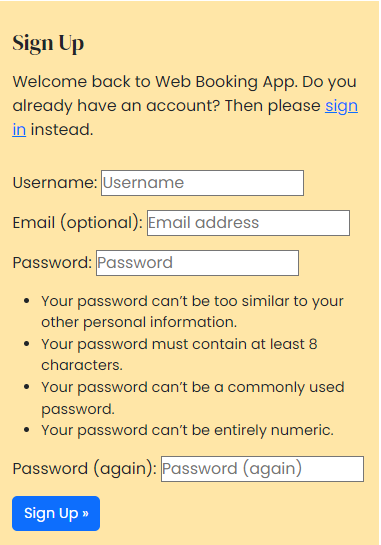 Sign Up
Welcome back to Web Booking App. Do you
already have an account? Then please sign
in instead.
Username: Username
Email (optional): Email address
Password: Password
Your password can’t be too similar to your
other personal information.
Your password must contain at least 8
characters.
Your password can’t be a commonly used
password.
Your password can’t be entirely numeric.
Password (again): Password (again)
Sign Up »